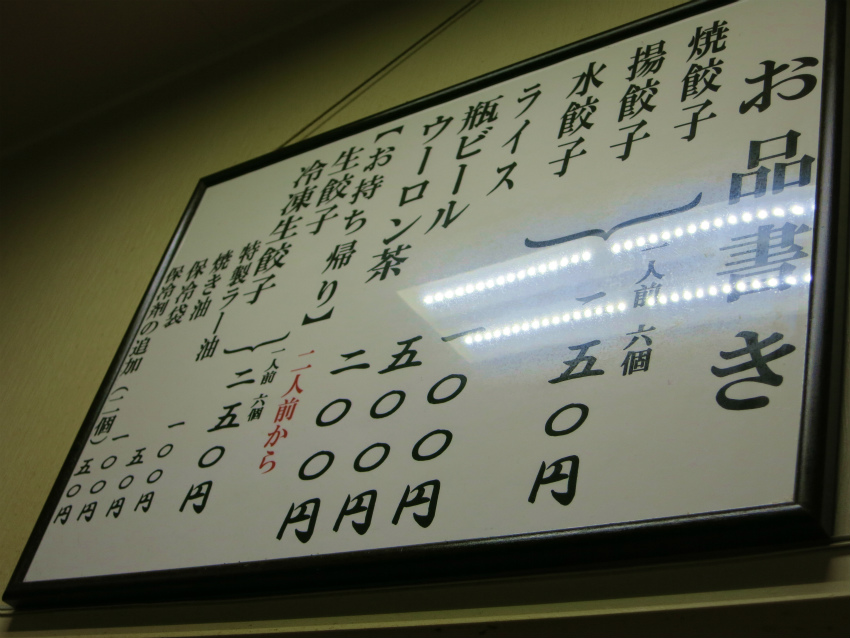 お品書き
焼餃子
揚餃子
水餃子
一人前 六個
一五〇円
ライス 一〇〇円
瓶ビール 五〇〇円
ウーロン茶 二〇〇円
【お持ち帰り】 二人前から
生餃子
冷凍生餃子
一人前 六個
二五〇円
特製ラー油 一〇〇円
焼き油 五〇円
保冷袋 一〇〇円
保冷剤の追加(二個) 五〇円